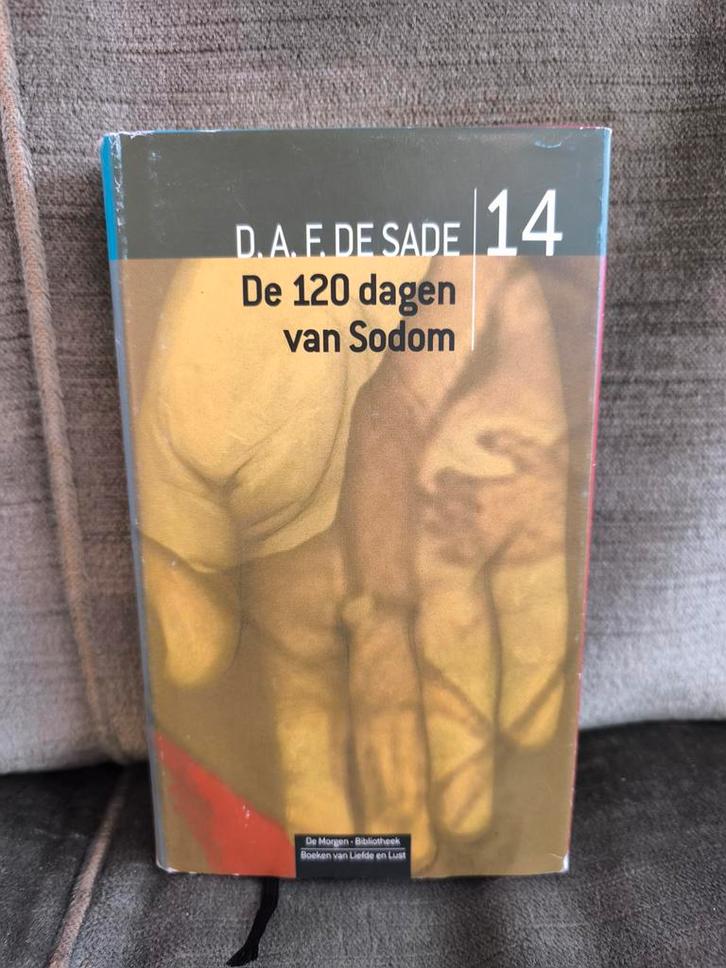 D. A. F. DE SADE 14
De 120 dagen
van Sodom
De Morgen - Bibliotheek
Boeken van Liefde en Lust